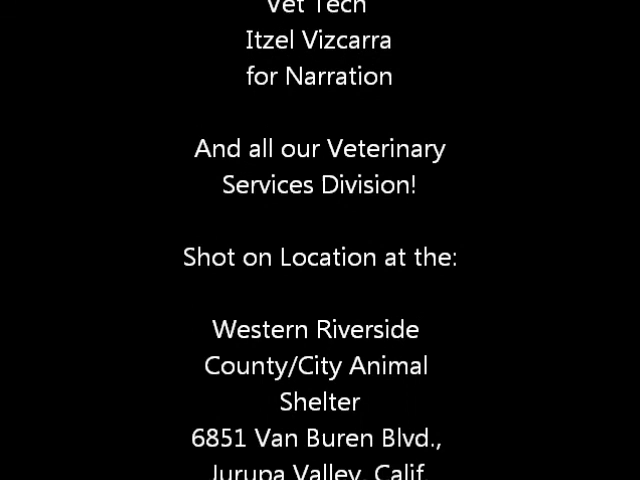 Vet Tech
Itzel Vizcarra
for Narration
And all our Veterinary
Services Division!
Shot on Location at the:
Western Riverside
County/City Animal
Shelter
6851 Van Buren Blvd.,
Jurupa Valley, Calif.